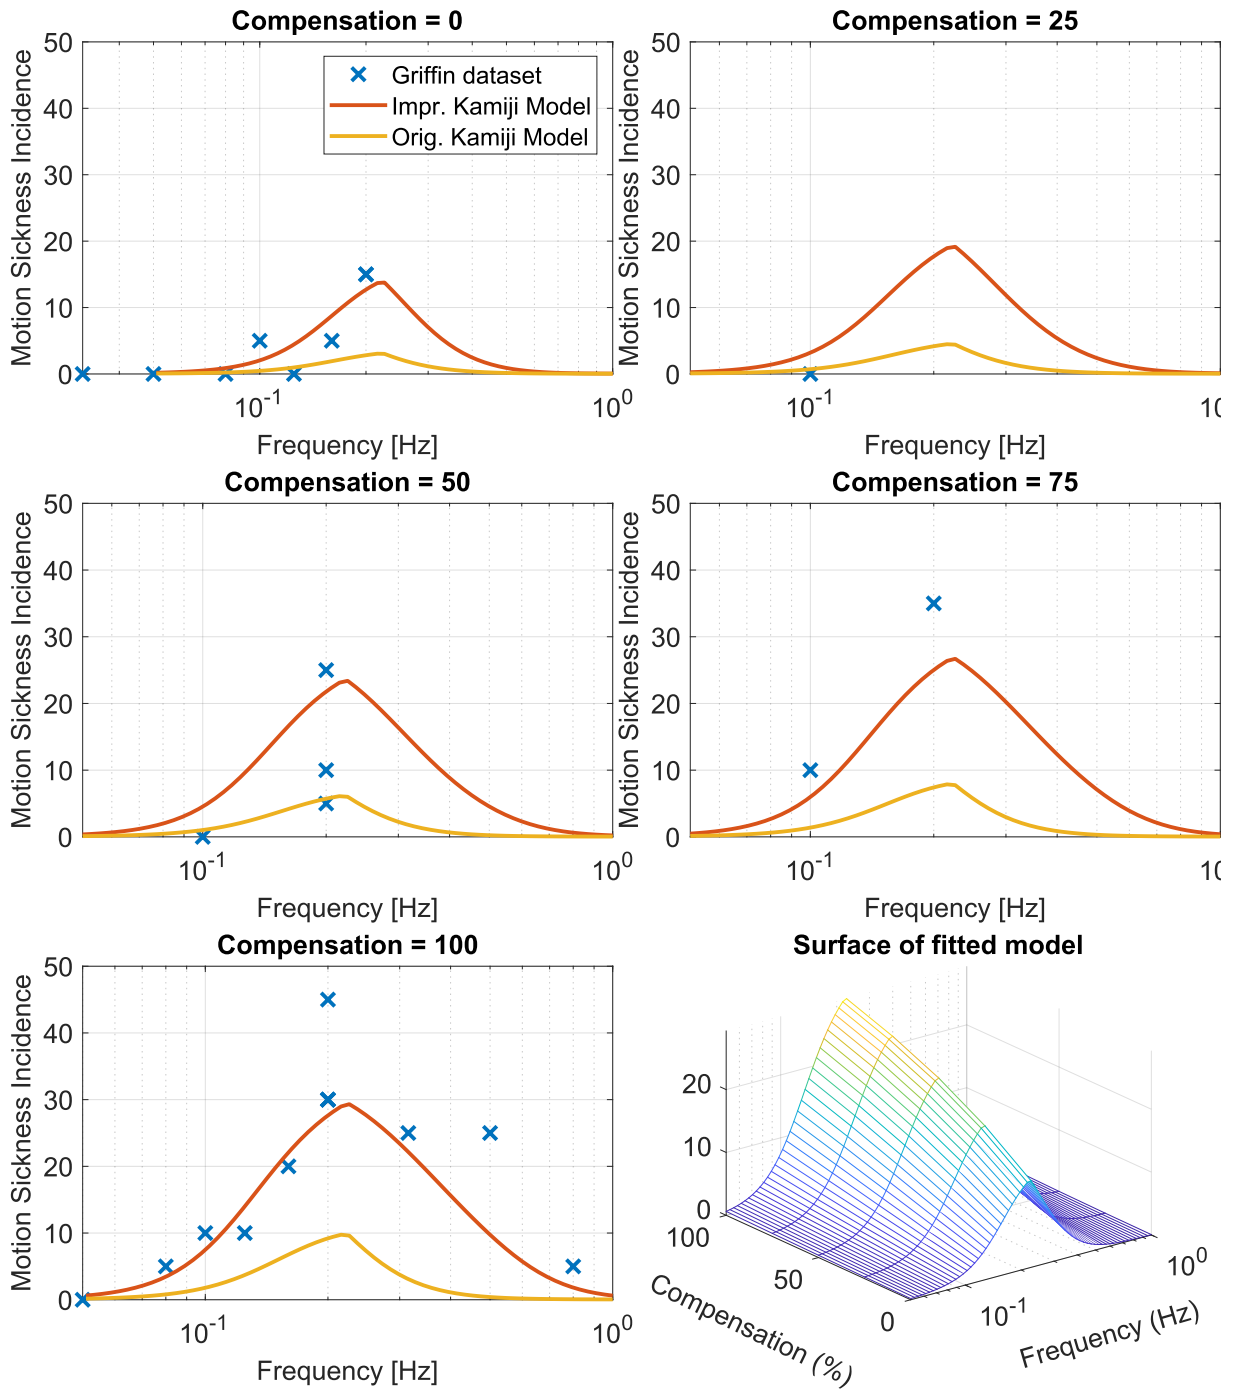 Compensation = 0
50
40
30
20
10
0
Motion Sickness Incidence
Griffin dataset
Impr. Kamiji Model
Orig. Kamiji Model
10^-1
10^0
Frequency [Hz]
Compensation = 25
50
40
30
20
10
0
Motion Sickness Incidence
10^-1
10
Frequency [Hz]
Compensation = 50
50
40
30
20
10
0
Motion Sickness Incidence
10^-1
10^0
Frequency [Hz]
Compensation = 75
50
40
30
20
10
0
Motion Sickness Incidence
10^-1
Frequency [Hz]
Compensation = 100
50
40
30
20
10
0
Motion Sickness Incidence
10^-1
10^0
Frequency [Hz]
Surface of fitted model
20
10
0
100
50
0
Compensation (%)
10^-1
10^0
Frequency (Hz)